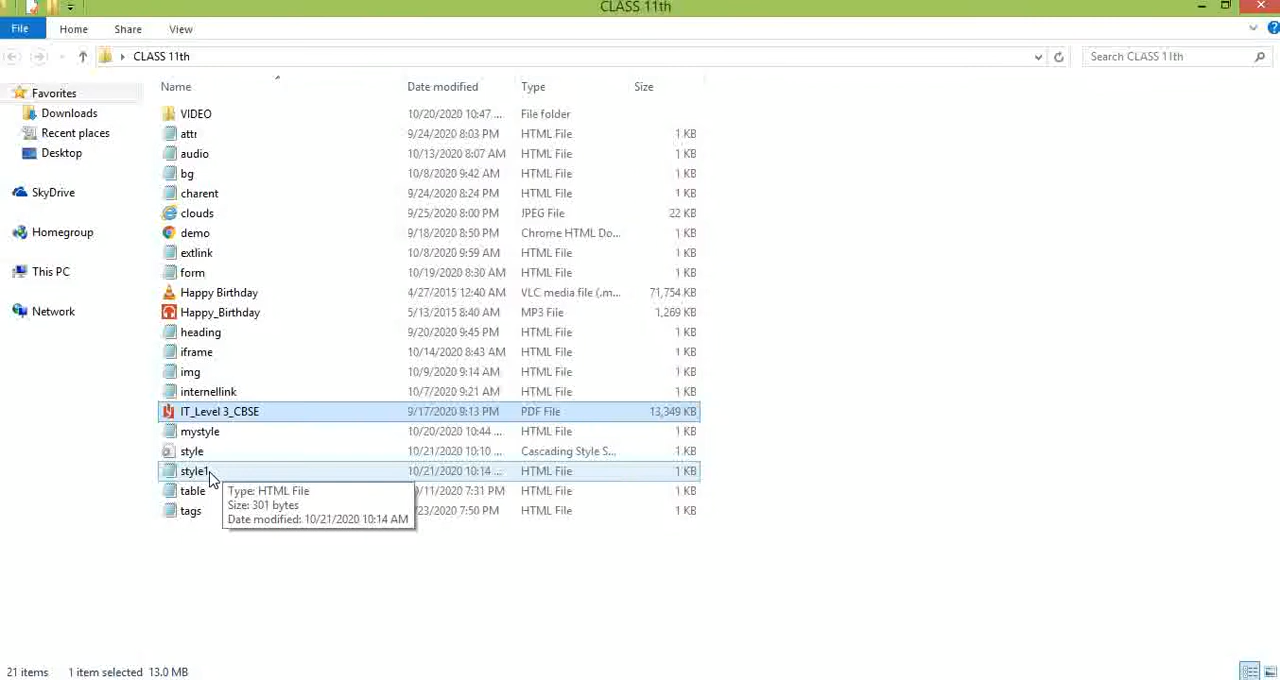 CLASS 11th
File Home Share View
CLASS 11th Search CLASS 11th
Name Date modified Type Size
Favorites
Downloads
Recent places
Desktop
SkyDrive
Homegroup
This PC
Network
VIDEO 10/20/2020 10:47 ... File folder
attr 9/24/2020 8:03 PM HTML File 1 KB
audio 10/13/2020 8:07 AM HTML File 1 KB
bg 10/8/2020 9:42 AM HTML File 1 KB
charent 9/24/2020 8:24 PM HTML File 1 KB
clouds 9/25/2020 8:00 PM JPEG File 22 KB
demo 9/18/2020 8:50 PM Chrome HTML Do... 1 KB
extlink 10/8/2020 9:59 AM HTML File 1 KB
form 10/19/2020 8:30 AM HTML File 1 KB
Happy Birthday 4/27/2015 12:40 AM VLC media file (.m... 71,754 KB
Happy_Birthday 5/13/2015 8:40 AM MP3 File 1,269 KB
heading 9/20/2020 9:45 PM HTML File 1 KB
iframe 10/14/2020 8:43 AM HTML File 1 KB
img 10/9/2020 9:14 AM HTML File 1 KB
internellink 10/7/2020 9:21 AM HTML File 1 KB
IT_Level 3_CBSE 9/17/2020 9:13 PM PDF File 13,349 KB
mystyle 10/20/2020 10:44 ... HTML File 1 KB
style 10/21/2020 10:10 ... Cascading Style S... 1 KB
style1 10/21/2020 10:14 ... HTML File 1 KB
table 0/11/2020 7:31 PM HTML File 1 KB
tags /23/2020 7:50 PM HTML File 1 KB
Type: HTML File
Size: 301 bytes
Date modified: 10/21/2020 10:14 AM
21 items 1 item selected 13.0 MB